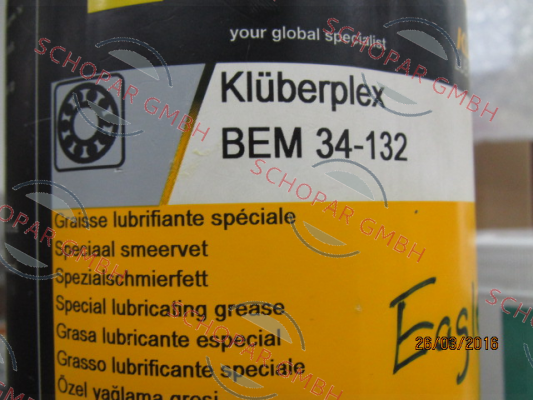 your global specialist
Klüberplex
BEM 34-132
Graisse lubrifiante spéciale
Speciaal smeervet
Spezialschmierfett
Special lubricating grease
Grasa lubricante especial
Grasso lubrificante speciale
Özel yağlama gresi
26/09/2016
SCHOPAR GMBH